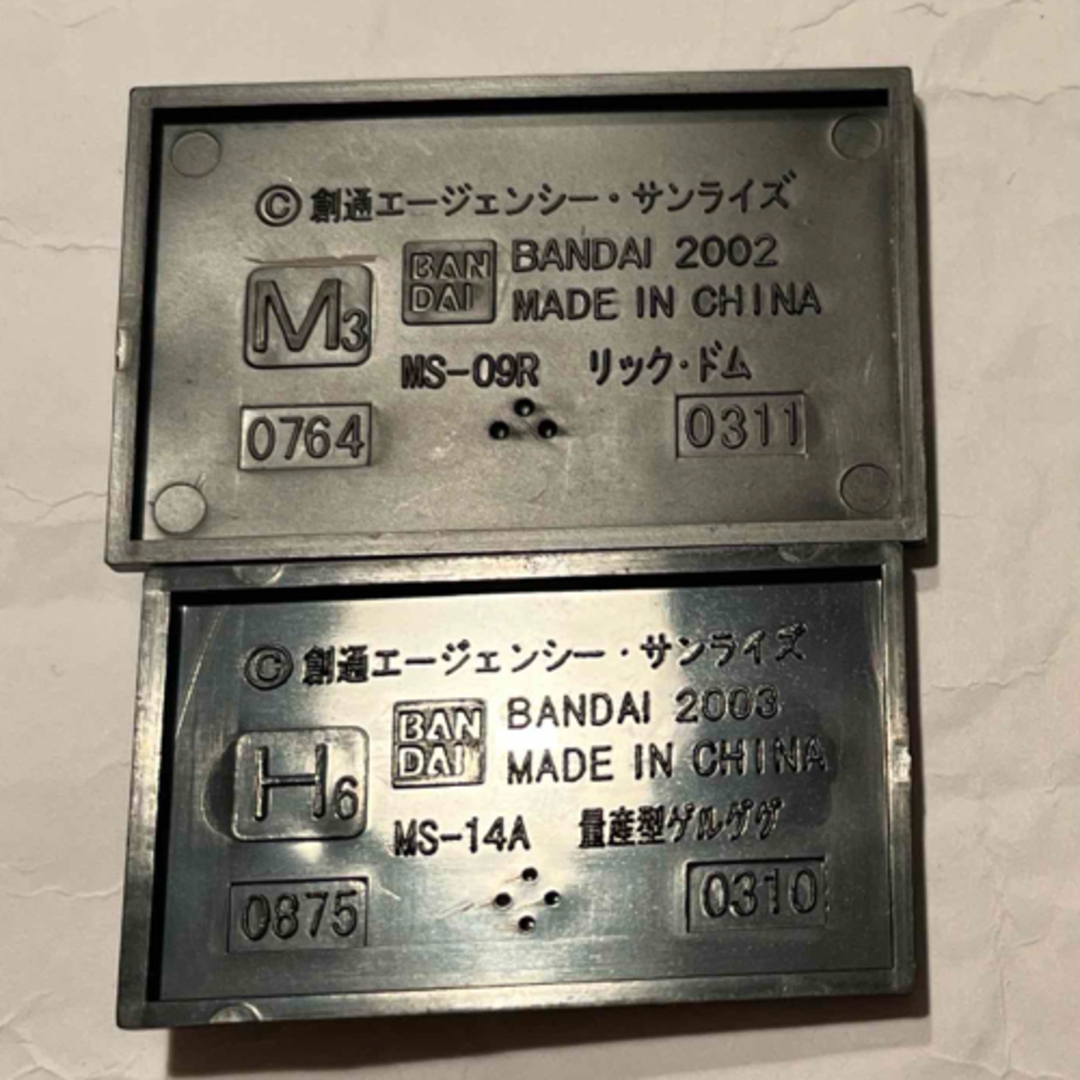 ©創通エージェンシー・サンライズ
M3
BAN
DAI
BANDAI 2002
MADE IN CHINA
MS-09R リック・ドム
0764
0311
©創通エージェンシー・サンライズ
H6
BAN
DAI
BANDAI 2003
MADE IN CHINA
MS-14A 量産型ゲルググ
0875
0310